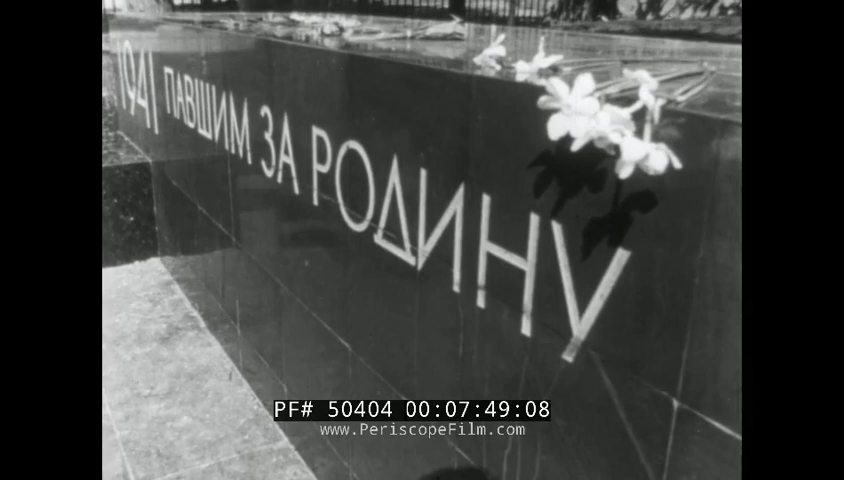 1941 ПАВШИМ ЗА РОДИНУ
PF# 50404 00:07:49:08
www.PeriscopeFilm.com